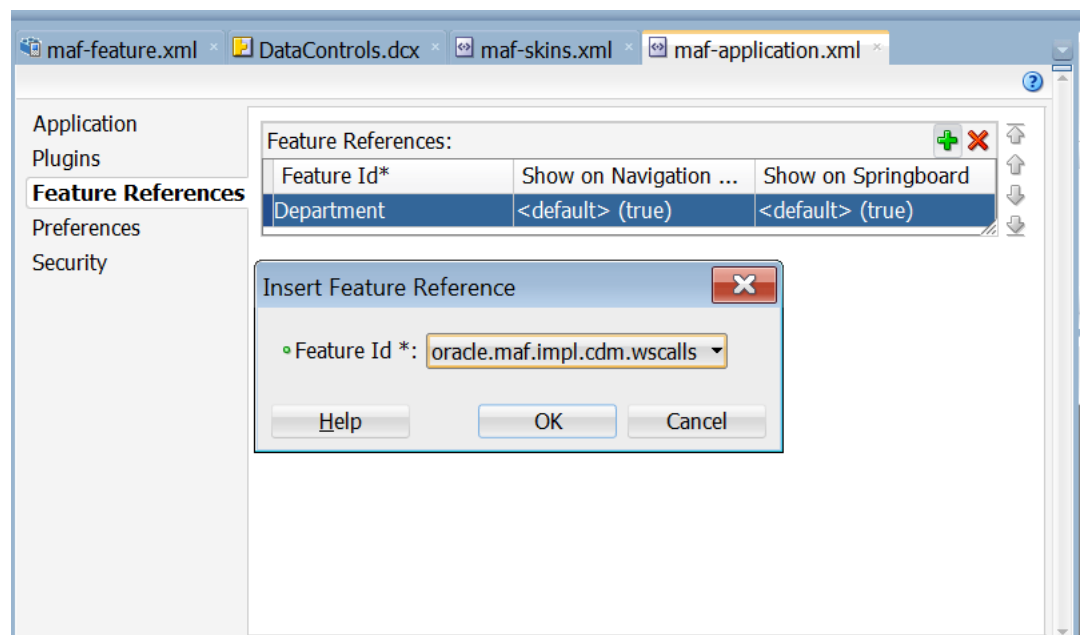 maf-feature.xml DataControls.dcx maf-skins.xml maf-application.xml
Application
Plugins
Feature References
Preferences
Security
Feature References:
Feature Id* Show on Navigation ... Show on Springboard
Department <default> (true) <default> (true)
Insert Feature Reference
Feature Id *: oracle.maf.impl.cdm.wscalls
Help OK Cancel